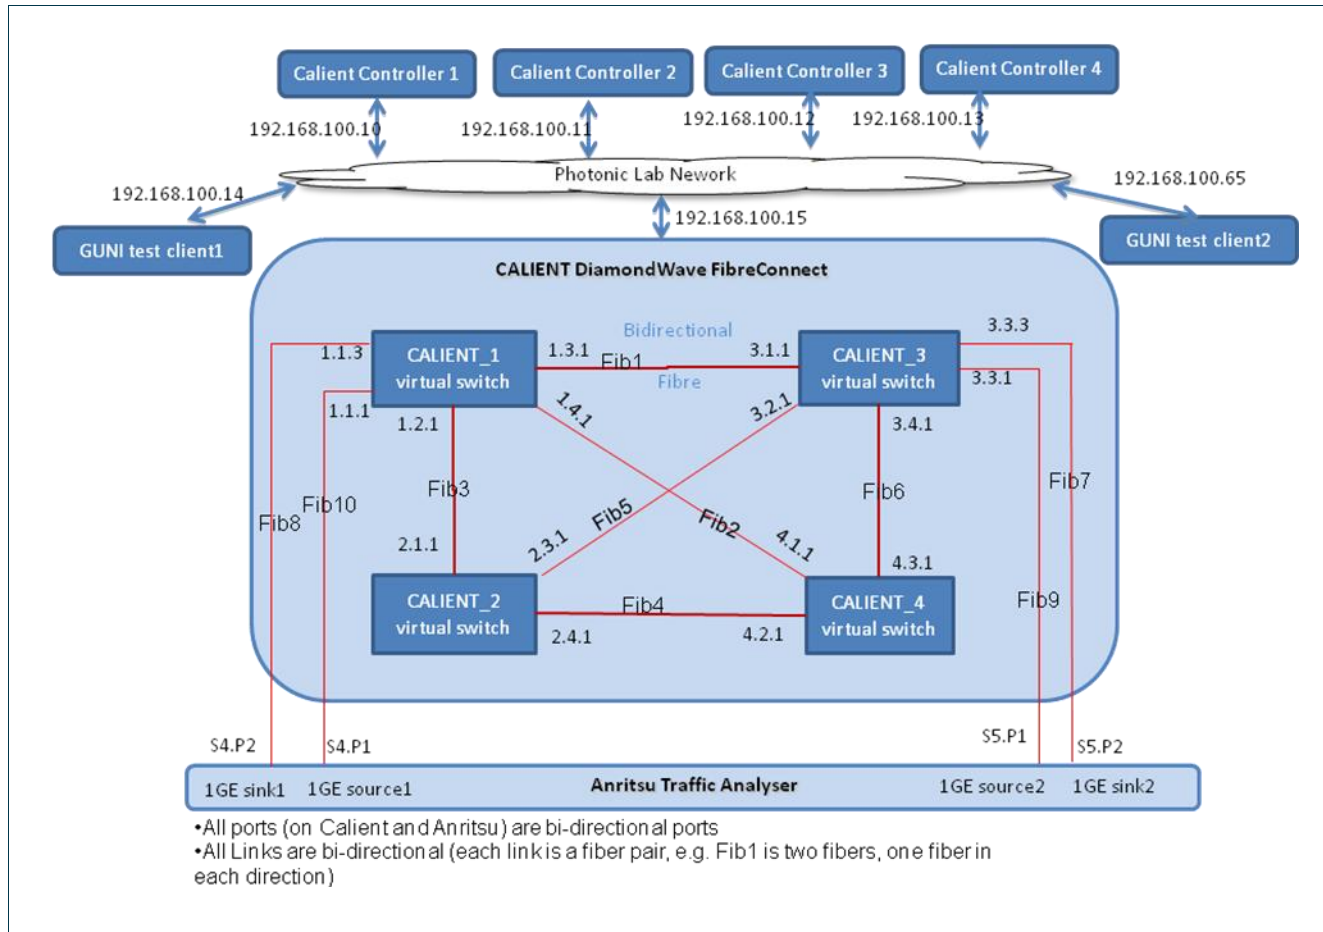 Calient Controller 1
Calient Controller 2
Calient Controller 3
Calient Controller 4
192.168.100.10
192.168.100.11
192.168.100.12
192.168.100.13
Photonic Lab Nework
192.168.100.14
192.168.100.65
192.168.100.15
GUNI test client1
GUNI test client2
CALIENT DiamondWave FibreConnect
Bidirectional
Fibre
CALIENT_1
virtual switch
CALIENT_3
virtual switch
1.1.3
1.3.1
Fib1
3.1.1
3.3.3
3.3.1
1.1.1
1.2.1
1.4.1
3.2.1
3.4.1
Fib3
Fib10
Fib8
Fib5
Fib2
Fib6
Fib7
Fib9
2.1.1
2.3.1
4.1.1
4.3.1
CALIENT_2
virtual switch
Fib4
CALIENT_4
virtual switch
2.4.1
4.2.1
S4.P2
S4.P1
S5.P1
S5.P2
1GE sink1
1GE source1
Anritsu Traffic Analyser
1GE source2
1GE sink2
•All ports (on Calient and Anritsu) are bi-directional ports
•All Links are bi-directional (each link is a fiber pair, e.g. Fib1 is two fibers, one fiber in
each direction)